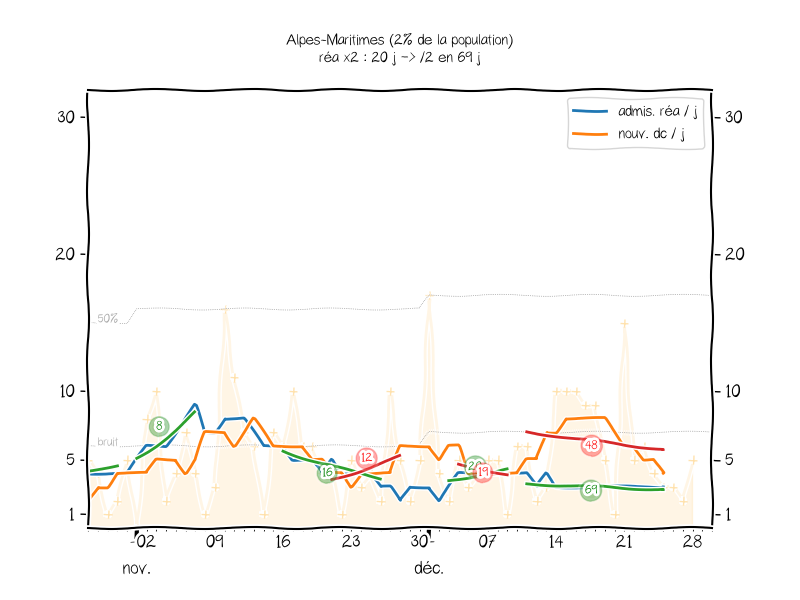 Alpes-Maritimes (2% de la population)
réa x2 : 20 j -> /2 en 69 j
admis. réa / j
nouv. dc / j
30 30
20 20
50%
10 10
8
bruit
5 5
16 12 19 48 69
1 1
02 09 16 23 30 07 14 21 28
nov. déc.